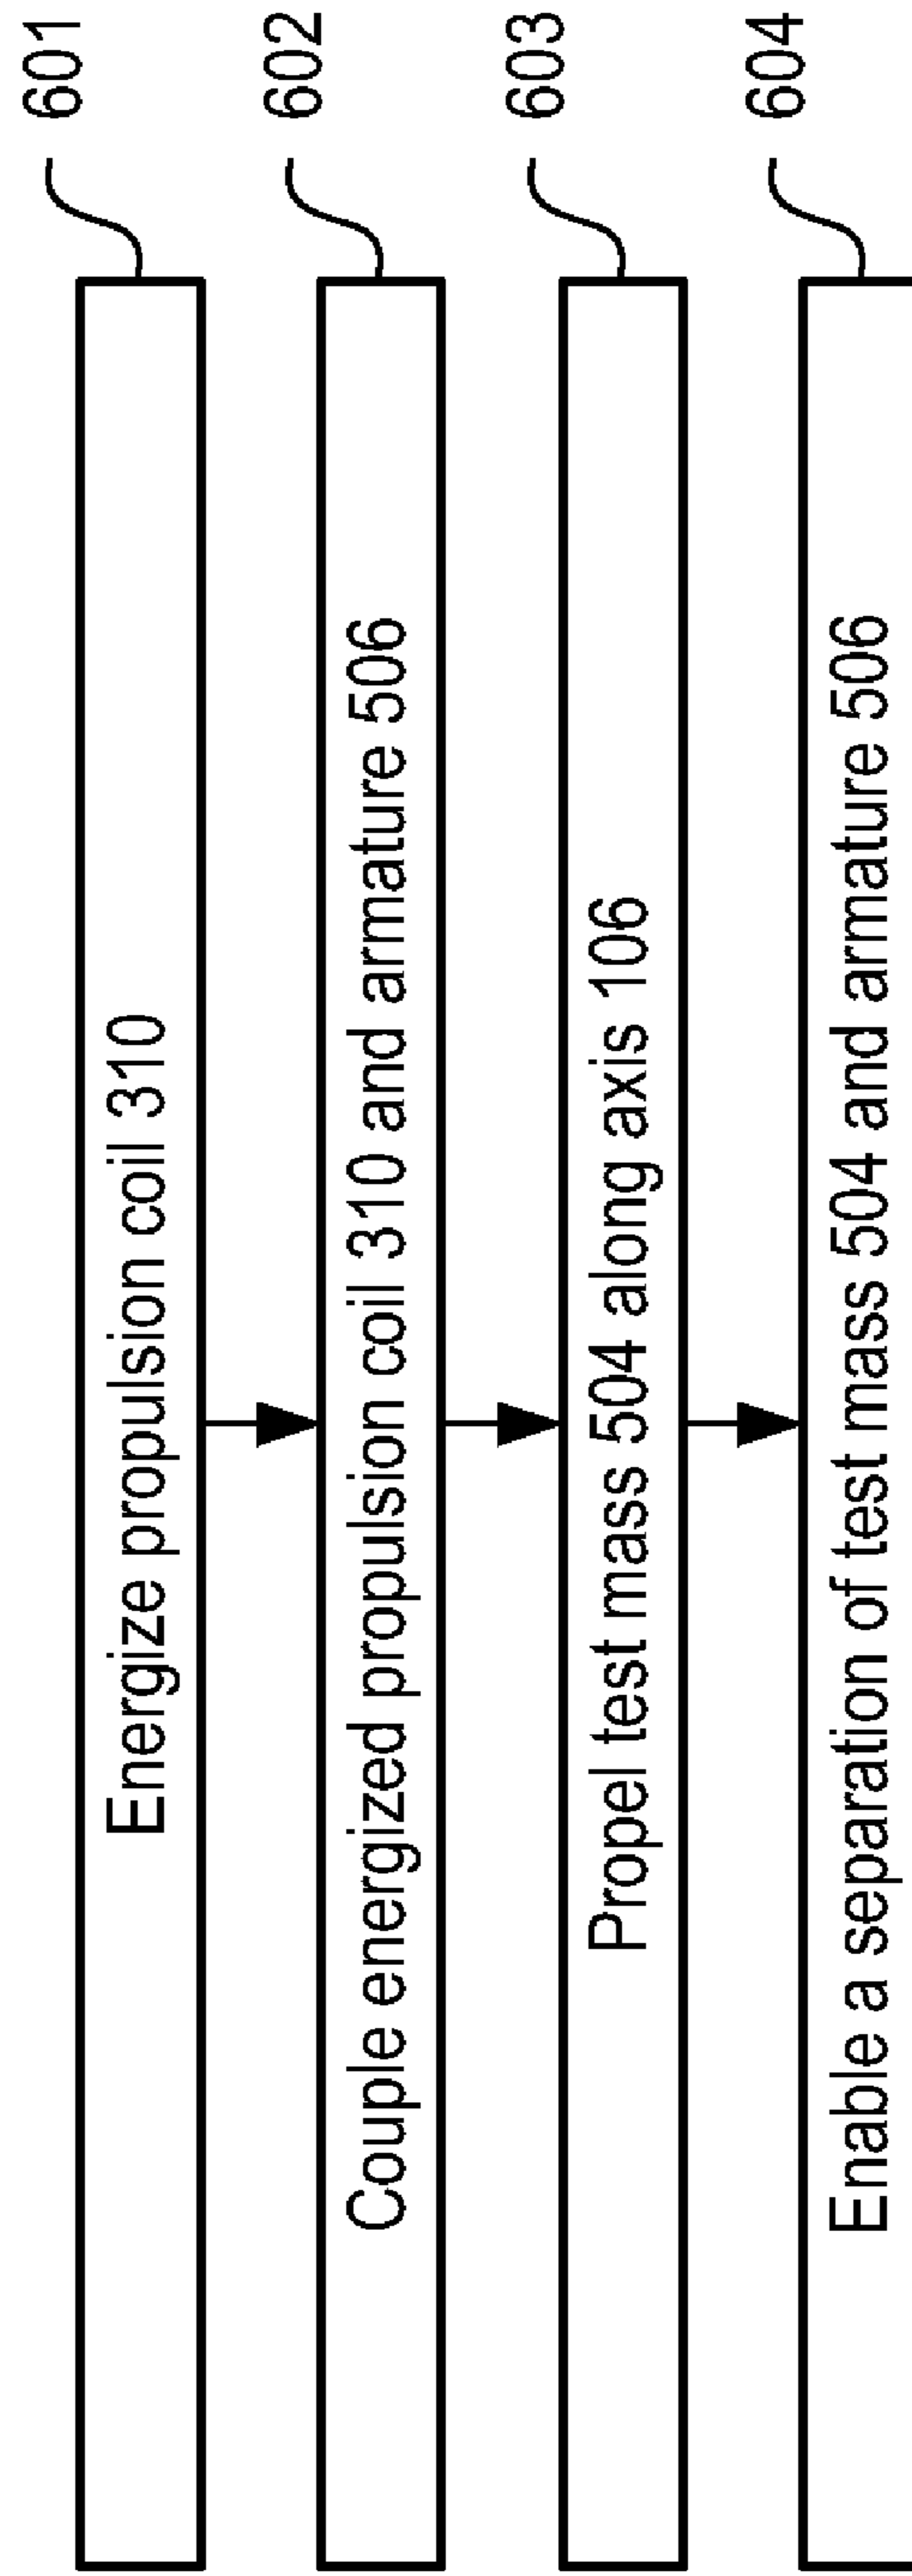 601
Energize propulsion coil 310
602
Couple energized propulsion coil 310 and armature 506
603
Propel test mass 504 along axis 106
604
Enable a separation of test mass 504 and armature 506